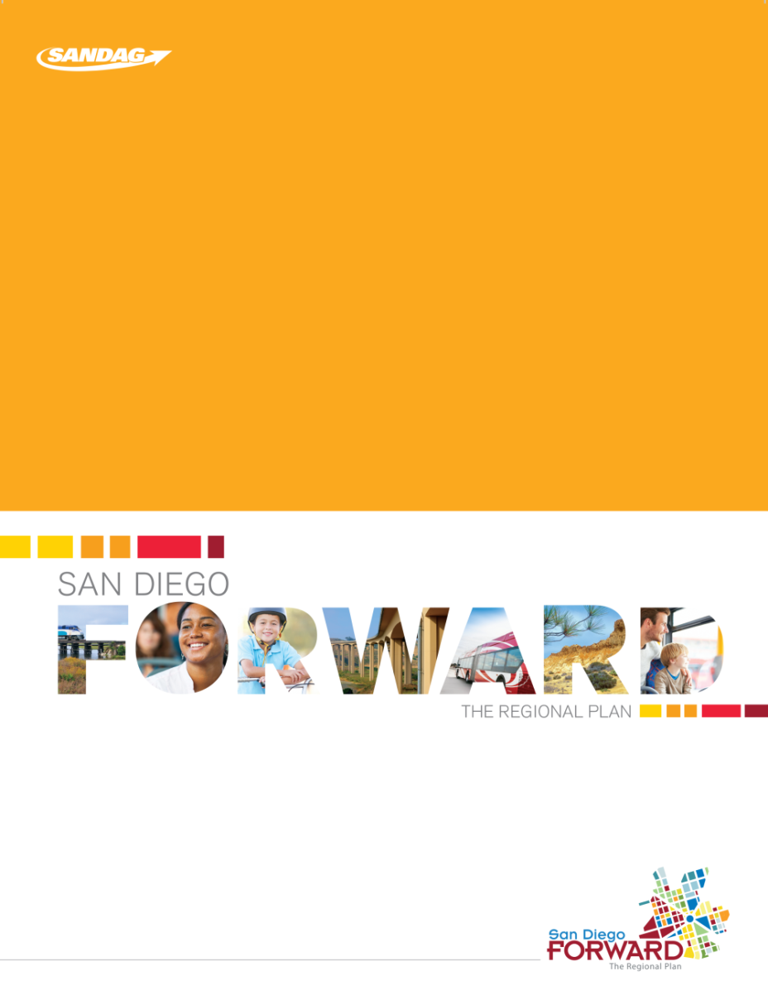 SANDAG
SAN DIEGO
FORWARD
THE REGIONAL PLAN
San Diego
FORWARD
The Regional Plan